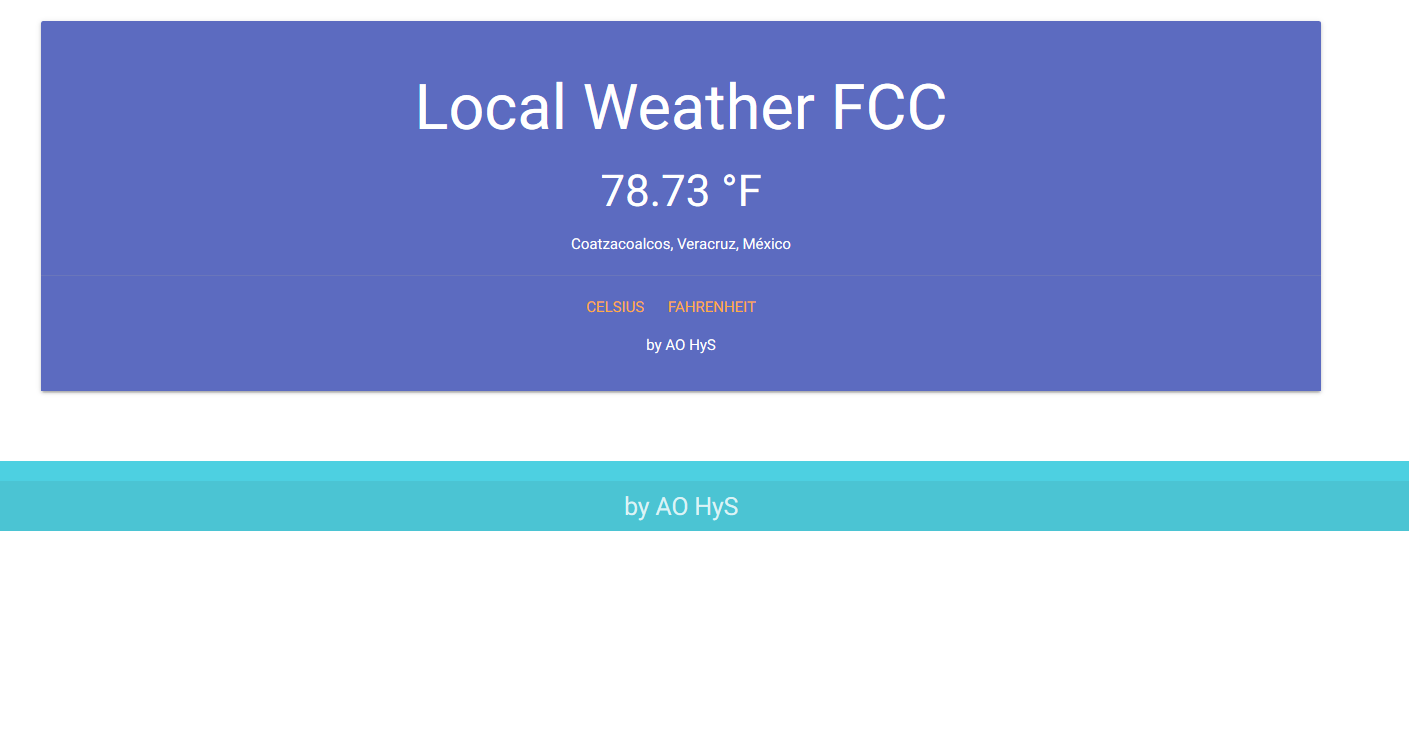 Local Weather FCC
78.73 °F
Coatzacoalcos, Veracruz, México
CELSIUS FAHRENHEIT
by AO HyS
by AO HyS